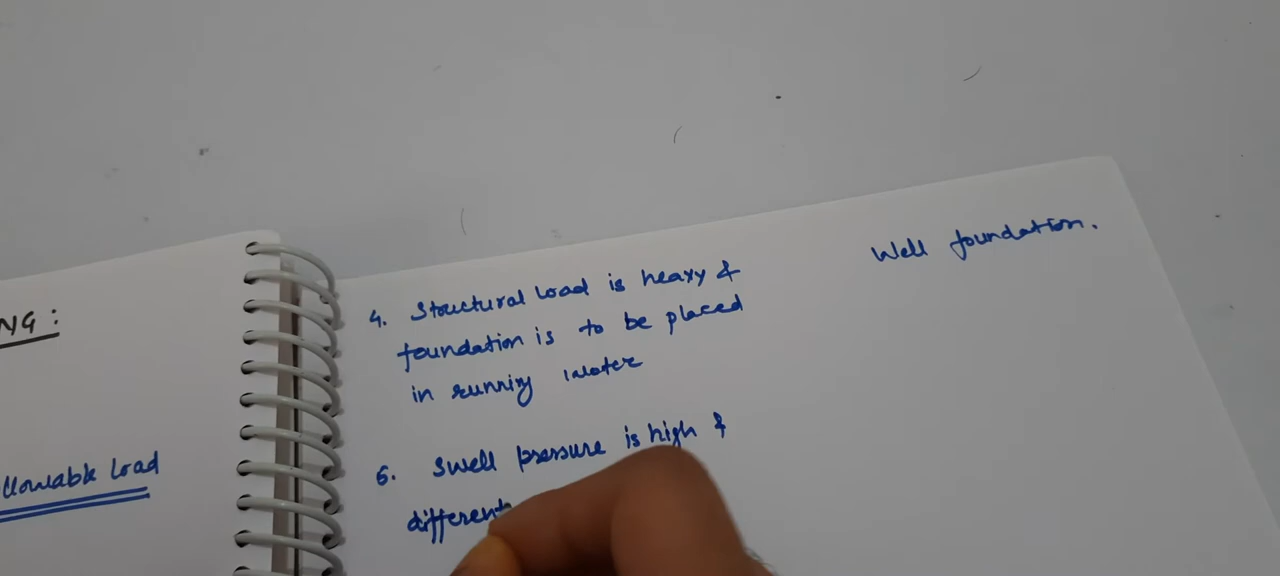 NG:
llowable load
4. Structural load is heavy &
foundation is to be placed
in running water
Well foundation.
6. Swell pressure is high &
different